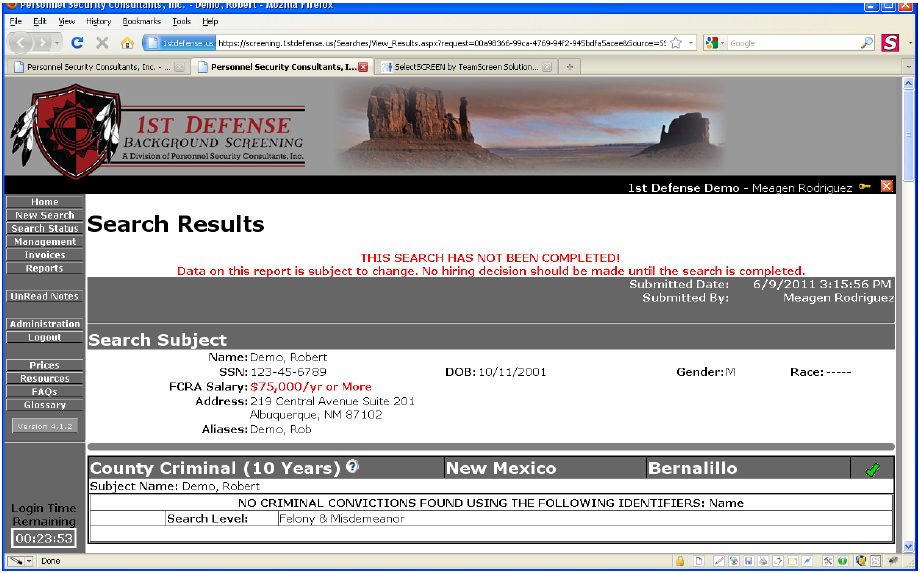 Personnel Security Consultants, Inc. - Demo, Robert - Mozilla Firefox
File Edit View History Bookmarks Tools Help
1stdefense.us https://screening.1stdefense.us/Searches/View_Results.aspx?request=00a98366-99ca-4769-94f2-945bdfa5acee&Source=SS
Google
S
Personnel Security Consultants, Inc. - ...
Personnel Security Consultants, I...
SelectSCREEN by TeamScreen Solution...
1ST DEFENSE
BACKGROUND SCREENING
A Division of Personnel Security Consultants, Inc.
1st Defense Demo - Meagen Rodriguez
Home
New Search
Search Status
Management
Invoices
Reports
UnRead Notes
Administration
Logout
Prices
Resources
FAQs
Glossary
Version 4.1.2
Login Time
Remaining
00:23:53
Search Results
THIS SEARCH HAS NOT BEEN COMPLETED!
Data on this report is subject to change. No hiring decision should be made until the search is completed.
Submitted Date: 6/9/2011 3:15:56 PM
Submitted By: Meagen Rodriguez
Search Subject
Name: Demo, Robert
SSN: 123-45-6789 DOB: 10/11/2001 Gender: M Race: -----
FCRA Salary: $75,000/yr or More
Address: 219 Central Avenue Suite 201
Albuquerque, NM 87102
Aliases: Demo, Rob
County Criminal (10 Years) ? New Mexico Bernalillo
Subject Name: Demo, Robert
NO CRIMINAL CONVICTIONS FOUND USING THE FOLLOWING IDENTIFIERS: Name
Search Level: Felony & Misdemeanor
Done